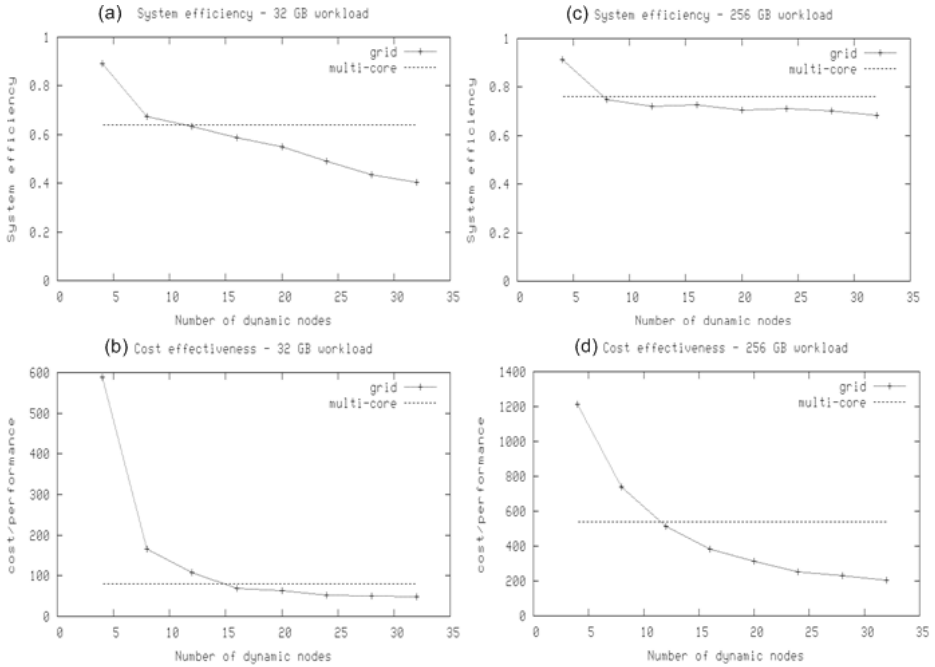 (a) System efficiency - 32 GB workload
grid
multi-core
System efficiency
1
0.8
0.6
0.4
0.2
0
0 5 10 15 20 25 30 35
Number of dynamic nodes
(c) System efficiency - 256 GB workload
grid
multi-core
System efficiency
1
0.8
0.6
0.4
0.2
0
0 5 10 15 20 25 30 35
Number of dynamic nodes
(b) Cost effectiveness - 32 GB workload
grid
multi-core
cost/performance
600
500
400
300
200
100
0
0 5 10 15 20 25 30 35
Number of dynamic nodes
(d) Cost effectiveness - 256 GB workload
grid
multi-core
cost/performance
1400
1200
1000
800
600
400
200
0
0 5 10 15 20 25 30 35
Number of dynamic nodes